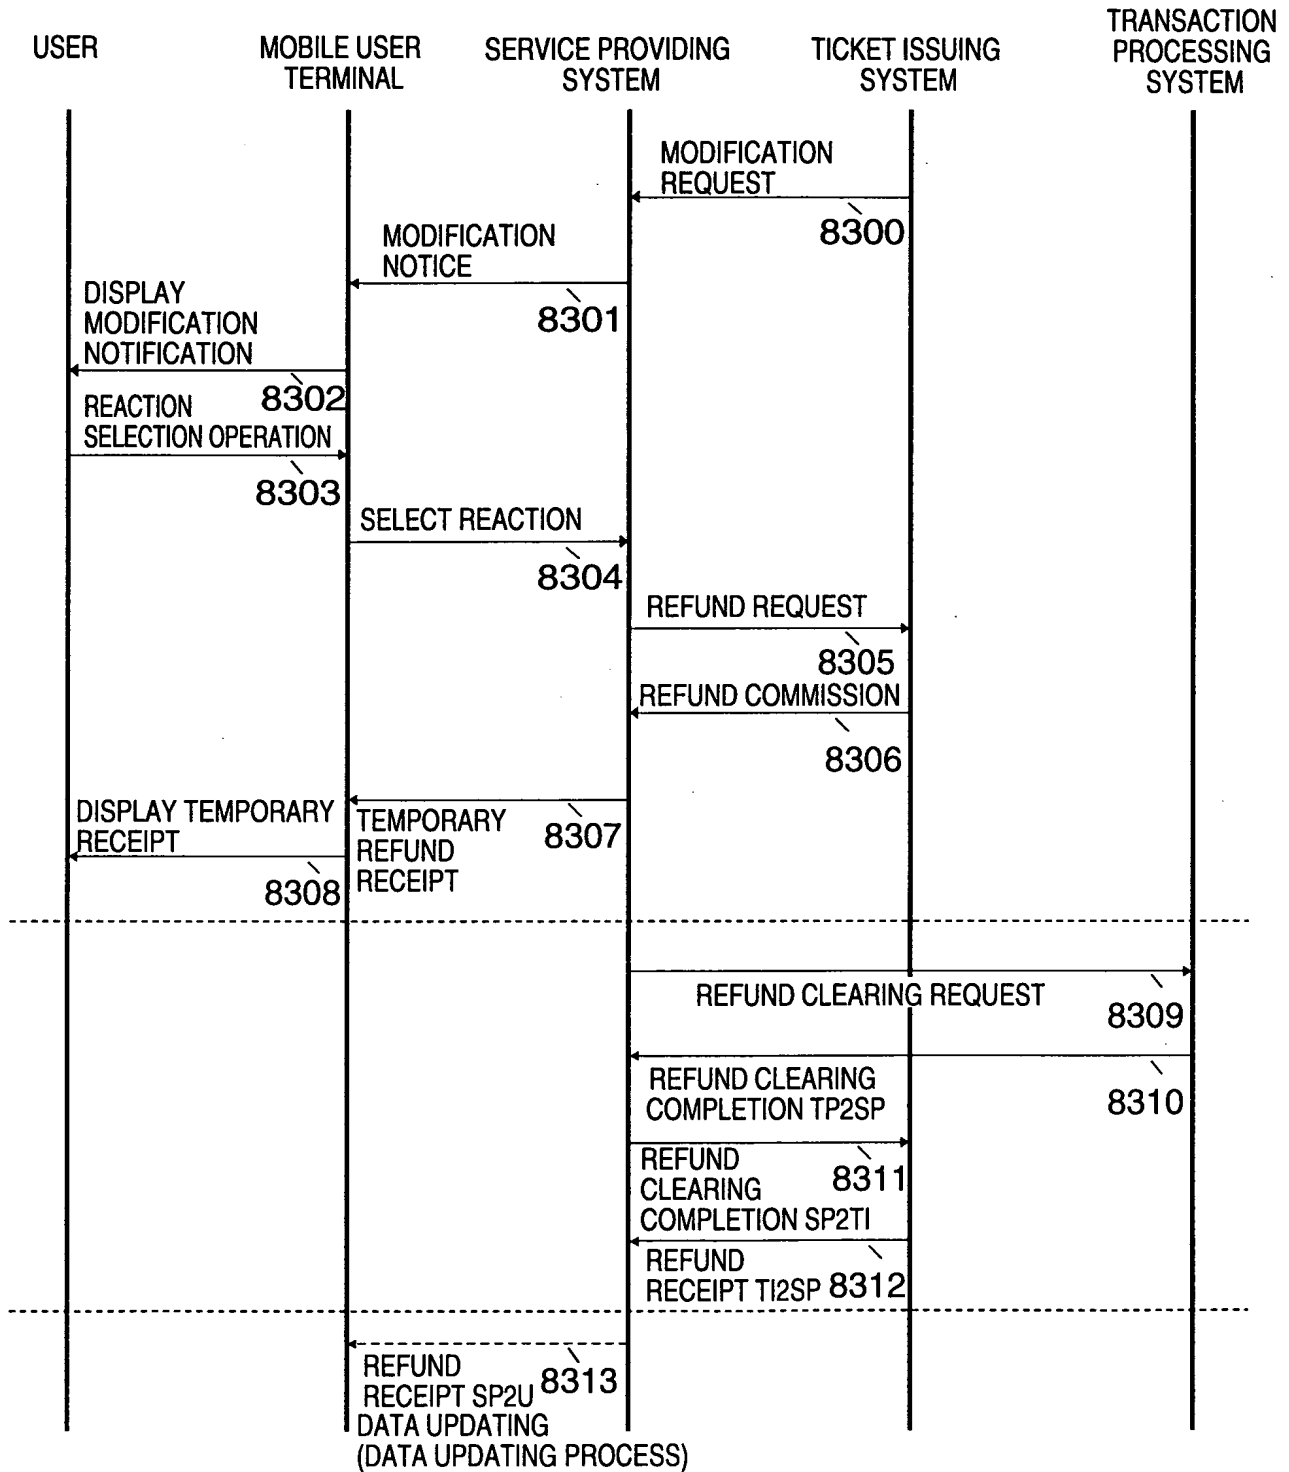 USER
MOBILE USER
TERMINAL
SERVICE PROVIDING
SYSTEM
TICKET ISSUING
SYSTEM
TRANSACTION
PROCESSING
SYSTEM
MODIFICATION
REQUEST
8300
MODIFICATION
NOTICE
8301
DISPLAY
MODIFICATION
NOTIFICATION
8302
REACTION
SELECTION OPERATION
8303
SELECT REACTION
8304
REFUND REQUEST
8305
REFUND COMMISSION
8306
TEMPORARY
REFUND
RECEIPT
8307
DISPLAY TEMPORARY
RECEIPT
8308
REFUND CLEARING REQUEST
8309
REFUND CLEARING
COMPLETION TP2SP
8310
REFUND
CLEARING
COMPLETION SP2TI
8311
REFUND
RECEIPT TI2SP
8312
REFUND
RECEIPT SP2U
8313
DATA UPDATING
(DATA UPDATING PROCESS)